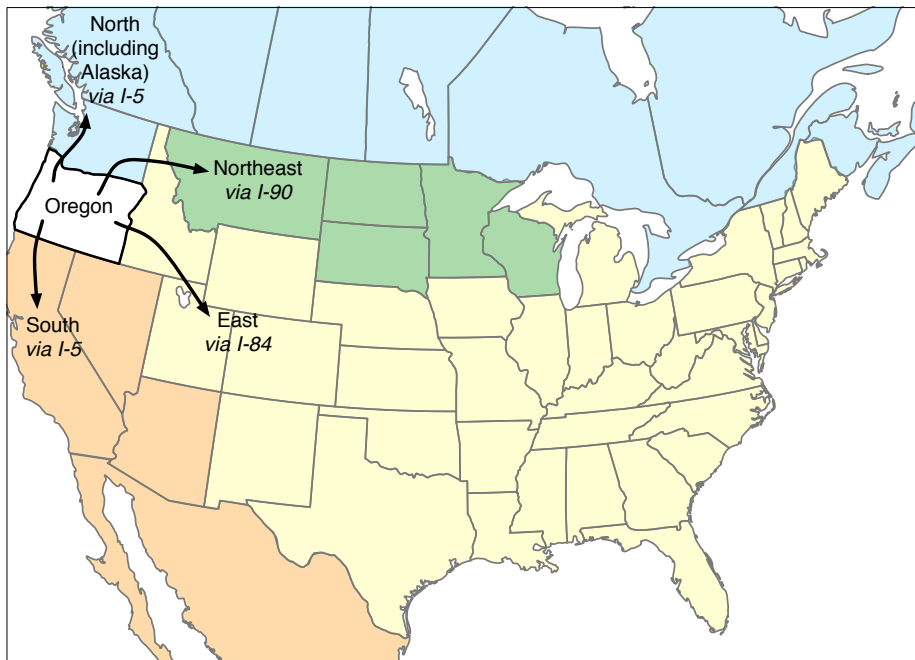 North
(including
Alaska)
via I-5
Northeast
via I-90
Oregon
South
via I-5
East
via I-84